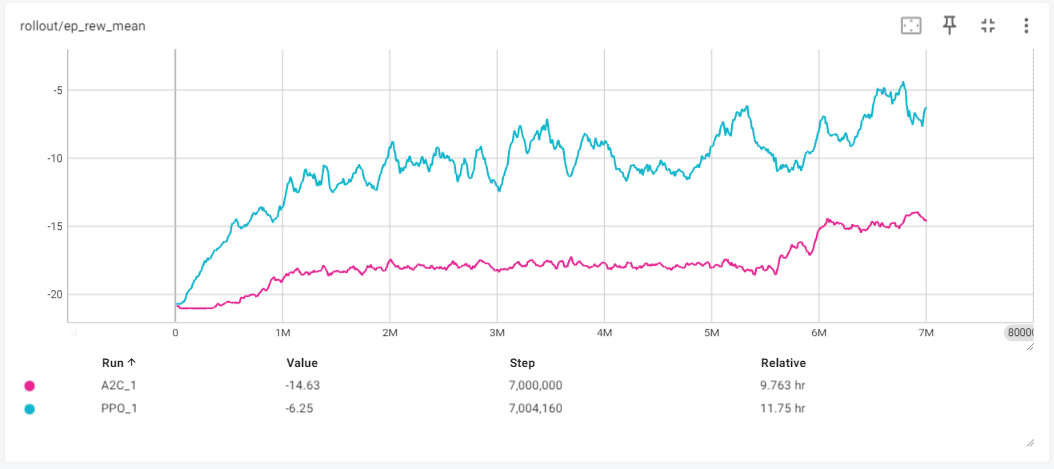 rollout/ep_rew_mean
-5
-10
-15
-20
0 1M 2M 3M 4M 5M 6M 7M 8000
Run ↑ Value Step Relative
A2C_1 -14.63 7,000,000 9.763 hr
PPO_1 -6.25 7,004,160 11.75 hr